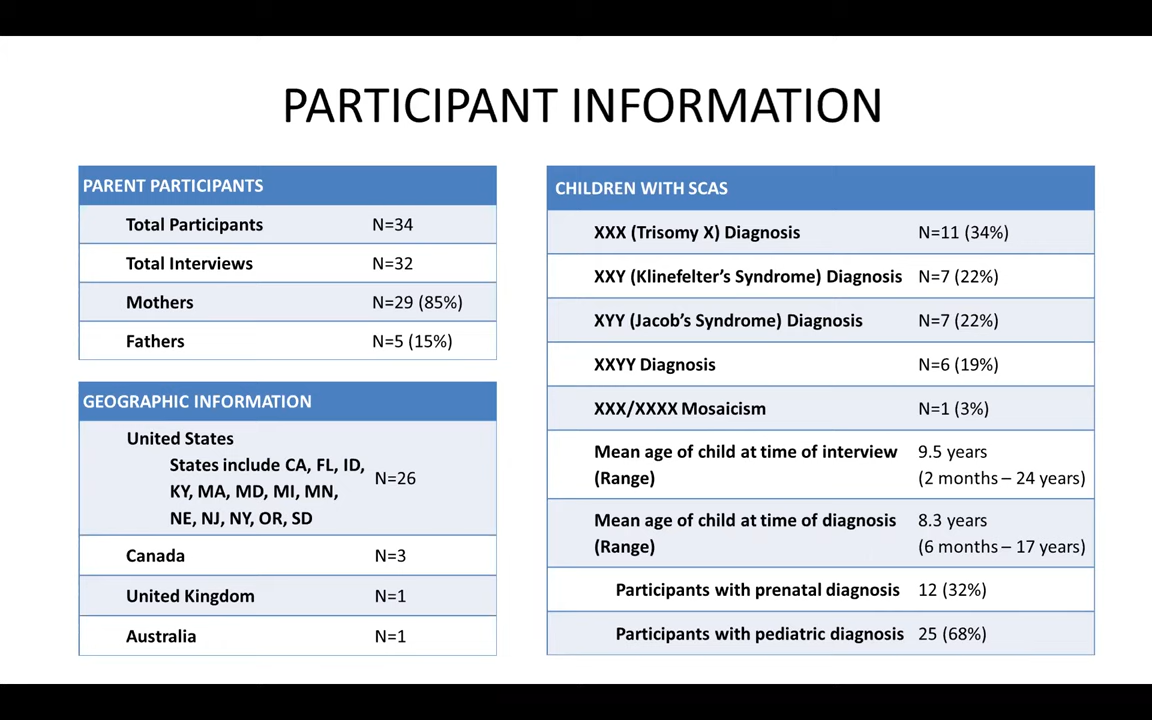 PARTICIPANT INFORMATION
PARENT PARTICIPANTS
Total Participants N=34
Total Interviews N=32
Mothers N=29 (85%)
Fathers N=5 (15%)
GEOGRAPHIC INFORMATION
United States
States include CA, FL, ID,
KY, MA, MD, MI, MN,
NE, NJ, NY, OR, SD
N=26
Canada N=3
United Kingdom N=1
Australia N=1
CHILDREN WITH SCAS
XXX (Trisomy X) Diagnosis N=11 (34%)
XXY (Klinefelter’s Syndrome) Diagnosis N=7 (22%)
XYY (Jacob’s Syndrome) Diagnosis N=7 (22%)
XXYY Diagnosis N=6 (19%)
XXX/XXXX Mosaicism N=1 (3%)
Mean age of child at time of interview 9.5 years
(Range) (2 months – 24 years)
Mean age of child at time of diagnosis 8.3 years
(Range) (6 months – 17 years)
Participants with prenatal diagnosis 12 (32%)
Participants with pediatric diagnosis 25 (68%)